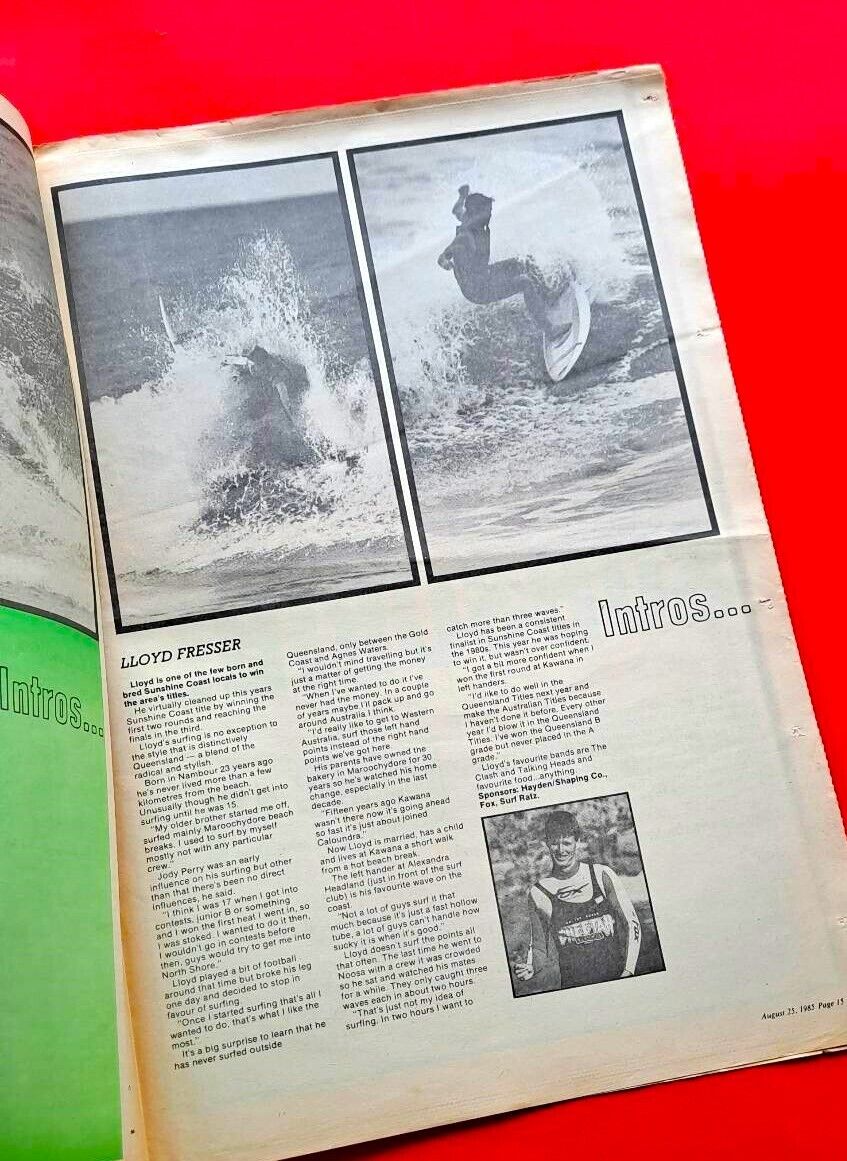 Intros...
LLOYD FRESSER
Lloyd is one of the few born and
bred Sunshine Coast locals to win
the area's titles.
He virtually cleaned up this years
Sunshine Coast title by winning the
first two rounds and reaching the
finals in the third.
Lloyd's surfing is no exception to
the style that is distinctively
Queensland — a blend of the
radical and stylish.
Born in Nambour 23 years ago
he's never lived more than a few
kilometres from the beach.
Unusually though he didn't get into
surfing until he was 15.
"My older brother started me off,
surfed mainly Maroochydore beach
breaks. I used to surf by myself
mostly not with any particular
crew."
Jody Perry was an early
influence on his surfing but other
than that there's been no direct
influences, he said.
"I think I was 17 when I got into
contests, junior B or something
and I won the first heat I went in, so
I was stoked. I wanted to do it then,
I wouldn't go in contests before
then, guys would try to get me into
North Shore."
Lloyd played a bit of football
around that time but broke his leg
one day and decided to stop in
favour of surfing.
"Once I started surfing that's all I
wanted to do, that's what I like the
most."
It's a big surprise to learn that he
has never surfed outside
Queensland, only between the Gold
Coast and Agnes Waters.
"I wouldn't mind travelling but it's
just a matter of getting the money
at the right time.
"When I've wanted to do it I've
never had the money. In a couple
of years maybe I'll pack up and go
around Australia I think.
"I'd really like to get to Western
Australia, surf those left hand
points instead of the right hand
points we've got here.
His parents have owned the
bakery in Maroochydore for 30
years so he's watched his home
change, especially in the last
decade.
"Fifteen years ago Kawana
wasn't there now it's going ahead
so fast it's just about joined
Caloundra."
Now Lloyd is married, has a child
and lives at Kawana a short walk
from a hot beach break.
The left hander at Alexandra
Headland (just in front of the surf
club) is his favourite wave on the
coast.
"Not a lot of guys surf it that
much because it's just a fast hollow
tube, a lot of guys can't handle how
sucky it is when it's good."
Lloyd doesn't surf the points all
that often. The last time he went to
Noosa with a crew it was crowded
so he sat and watched his mates
for a while. They only caught three
waves each in about two hours.
"That's just not my idea of
surfing. In two hours I want to
catch more than three waves."
Lloyd has been a consistent
finalist in Sunshine Coast titles in
the 1980s. This year he was hoping
to win it, but wasn't over confident.
"I got a bit more confident when I
won the first round at Kawana in
left handers.
"I'd like to do well in the
Queensland Titles next year and
make the Australian Titles because
I haven't done it before. Every other
year I'd blow it in the Queensland
Titles. I've won the Queensland B
grade but never placed in the A
grade."
Lloyd's favourite bands are The
Clash and Talking Heads and
favourite food...anything.
Sponsors: Hayden/Shaping Co.,
Fox, Surf Ratz.
Intros...
FOX
August 25, 1985 Page 15